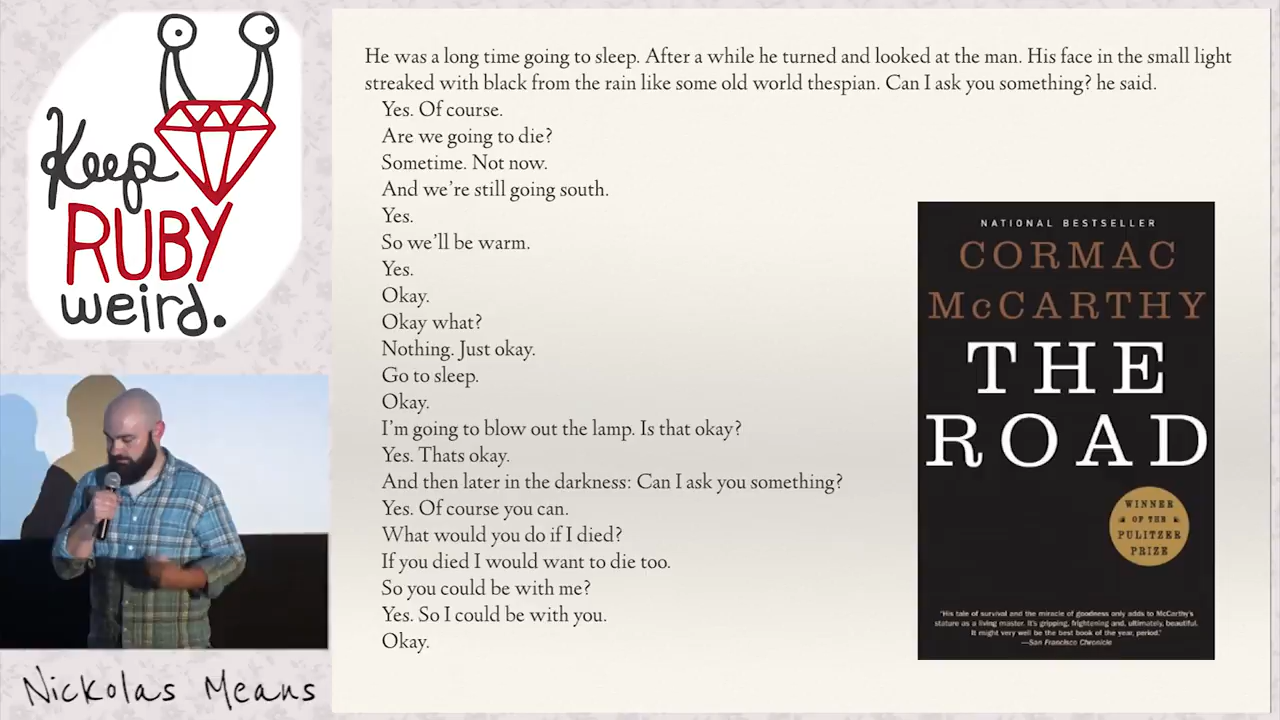 Keep
RUBY
weird.
Nickolas Means
He was a long time going to sleep. After a while he turned and looked at the man. His face in the small light
streaked with black from the rain like some old world thespian. Can I ask you something? he said.
Yes. Of course.
Are we going to die?
Sometime. Not now.
And we’re still going south.
Yes.
So we’ll be warm.
Yes.
Okay.
Okay what?
Nothing. Just okay.
Go to sleep.
Okay.
I’m going to blow out the lamp. Is that okay?
Yes. Thats okay.
And then later in the darkness: Can I ask you something?
Yes. Of course you can.
What would you do if I died?
If you died I would want to die too.
So you could be with me?
Yes. So I could be with you.
Okay.
NATIONAL BESTSELLER
CORMAC
McCARTHY
THE
ROAD
WINNER
OF THE
PULITZER
PRIZE
"His tale of survival and the miracle of goodness only adds to McCarthy's
stature as a living master. It's gripping, frightening and, ultimately, beautiful.
It might very well be the best book of the year, period."
—San Francisco Chronicle